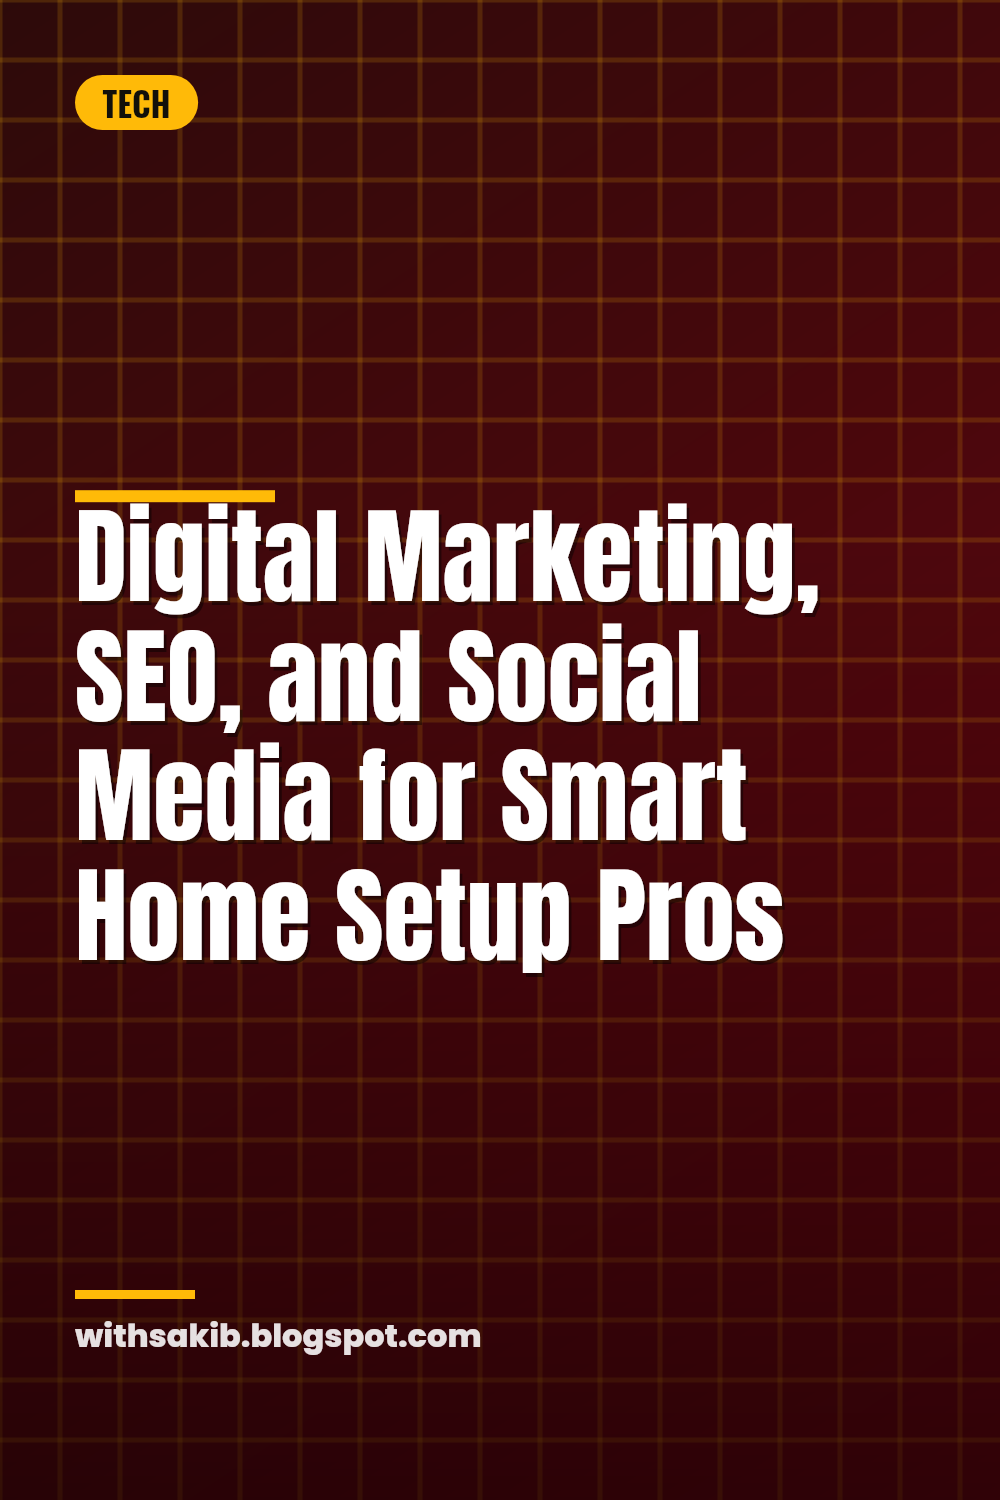 TECH
Digital Marketing,
SEO, and Social
Media for Smart
Home Setup Pros
withsakib.blogspot.com